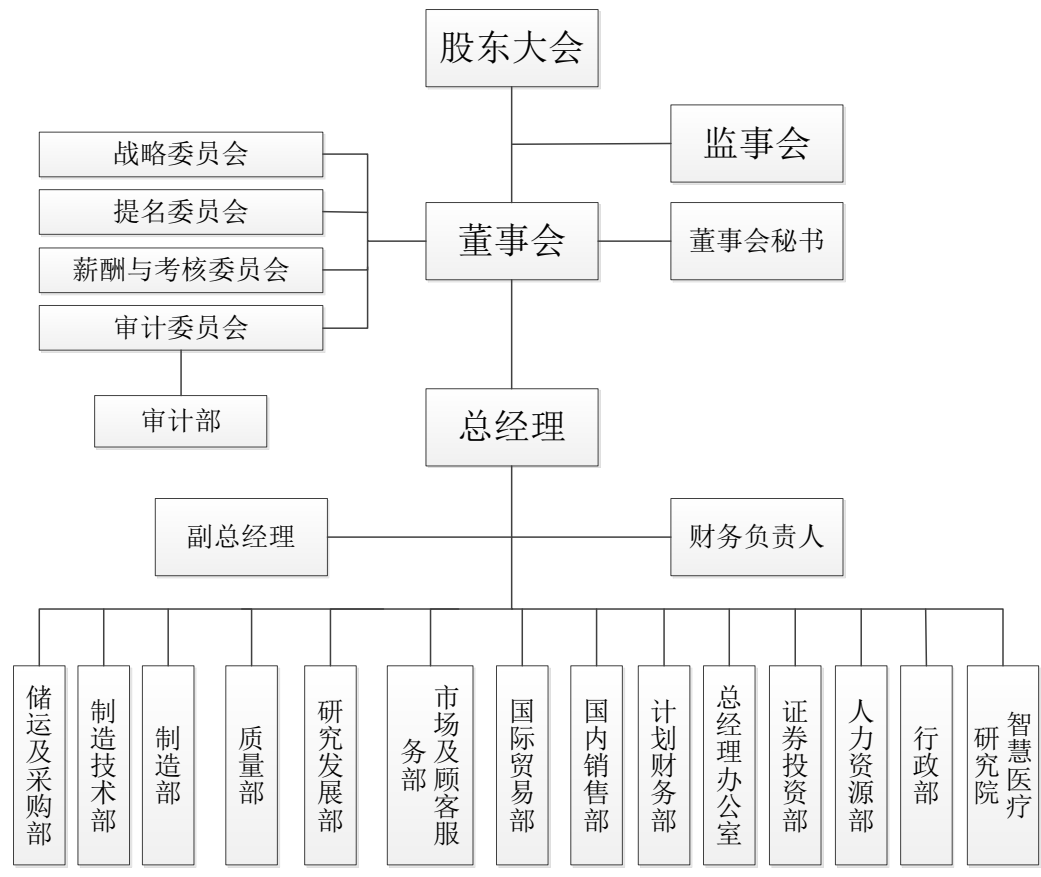 股东大会
监事会
战略委员会
提名委员会
董事会
董事会秘书
薪酬与考核委员会
审计委员会
审计部
总经理
副总经理
财务负责人
储运及采购部
制造技术部
制造部
质量部
研究发展部
市场及顾客服
务部
国际贸易部
国内销售部
计划财务部
总经理办公室
证券投资部
人力资源部
行政部
智慧医疗
研究院